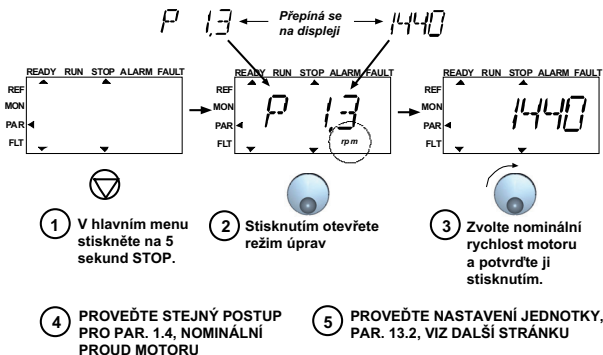 P 1,3
Přepíná se
na displeji
1440
READY RUN STOP ALARM FAULT
REF
MON
PAR
FLT
READY RUN STOP ALARM FAULT
REF
MON
PAR
FLT
P 1,3
rpm
READY RUN STOP ALARM FAULT
REF
MON
PAR
FLT
1440
1 V hlavním menu
stiskněte na 5
sekund STOP.
2 Stisknutím otevřete
režim úprav
3 Zvolte nominální
rychlost motoru
a potvrďte ji
stisknutím.
4 PROVEĎTE STEJNÝ POSTUP
PRO PAR. 1.4, NOMINÁLNÍ
PROUD MOTORU
5 PROVEĎTE NASTAVENÍ JEDNOTKY,
PAR. 13.2, VIZ DALŠÍ STRÁNKU